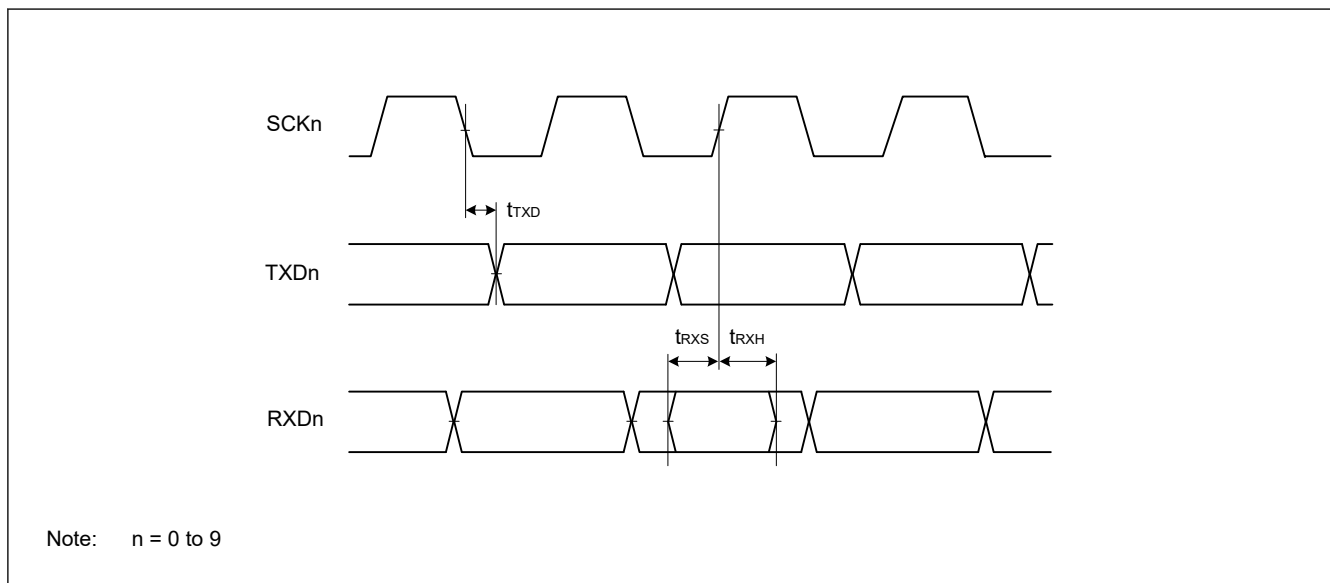 SCKn
tTXD
TXDn
tRXS tRXH
RXDn
Note: n = 0 to 9